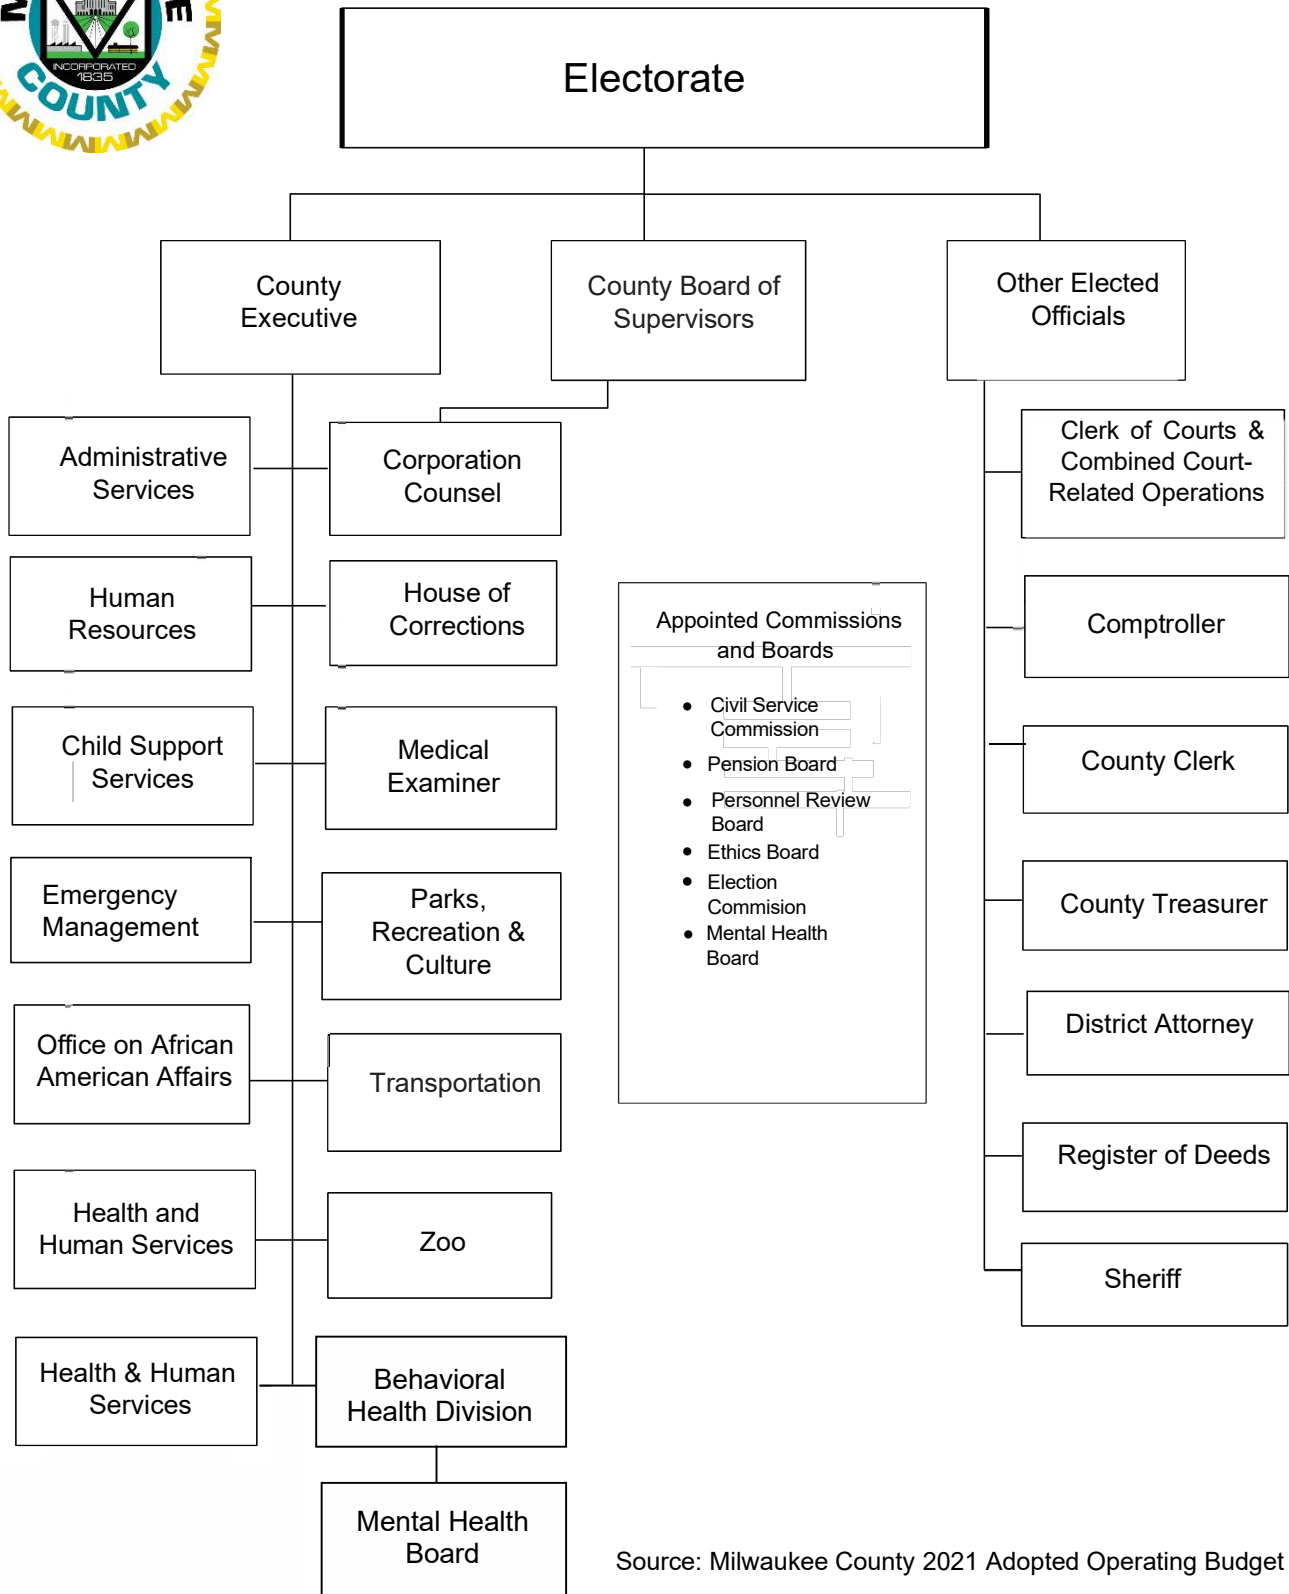 N
E
INCORPORATED
1835
COUNTY
Electorate
County
Executive
County Board of
Supervisors
Other Elected
Officials
Administrative
Services
Corporation
Counsel
Clerk of Courts &
Combined Court-
Related Operations
Human
Resources
House of
Corrections
Appointed Commissions
and Boards
• Civil Service
Commission
• Pension Board
• Personnel Review
Board
• Ethics Board
• Election
Commision
• Mental Health
Board
Comptroller
Child Support
Services
Medical
Examiner
County Clerk
Emergency
Management
Parks,
Recreation &
Culture
County Treasurer
Office on African
American Affairs
Transportation
District Attorney
Health and
Human Services
Zoo
Register of Deeds
Sheriff
Health & Human
Services
Behavioral
Health Division
Mental Health
Board
Source: Milwaukee County 2021 Adopted Operating Budget